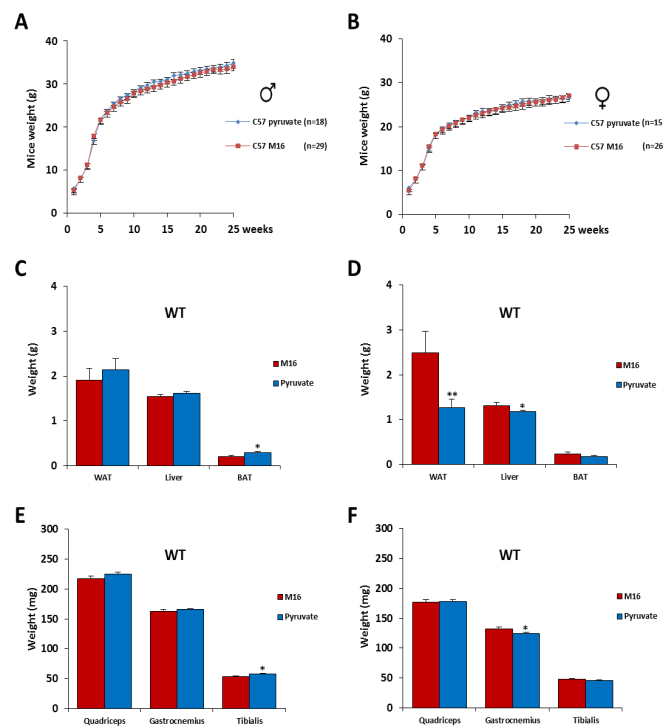 A
B
40
30
20
10
0
Mice weight (g)
C57 pyruvate (n=18)
C57 M16 (n=29)
0 5 10 15 20 25 weeks
40
30
20
10
0
Mice weight (g)
C57 pyruvate (n=15
C57 M16 (n=26
0 5 10 15 20 25 weeks
C
D
WT
4
3
2
1
0
Weight (g)
M16
Pyruvate
*
WAT Liver BAT
WT
4
3
2
1
0
Weight (g)
M16
Pyruvate
**
*
WAT Liver BAT
E
F
WT
300
250
200
150
100
50
0
Weight (mg)
M16
Pyruvate
*
Quadriceps Gastrocnemius Tibialis
WT
300
250
200
150
100
50
0
Weight (mg)
M16
Pyruvate
*
Quadriceps Gastrocnemius Tibialis